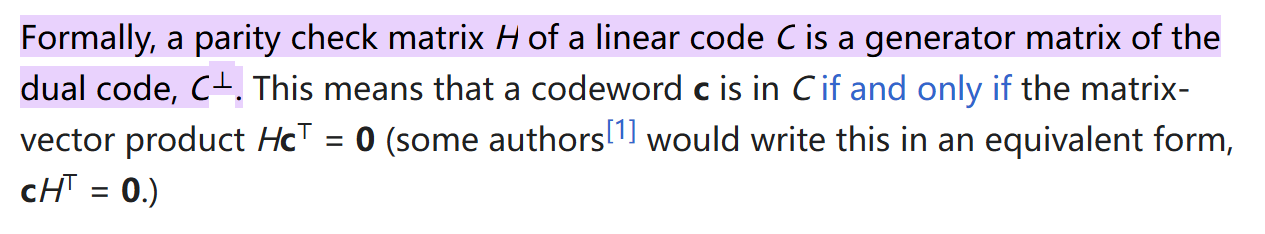 Formally, a parity check matrix H of a linear code C is a generator matrix of the
dual code, C⊥. This means that a codeword c is in C if and only if the matrix-
vector product Hc⊤ = 0 (some authors[1] would write this in an equivalent form,
cH⊤ = 0.)